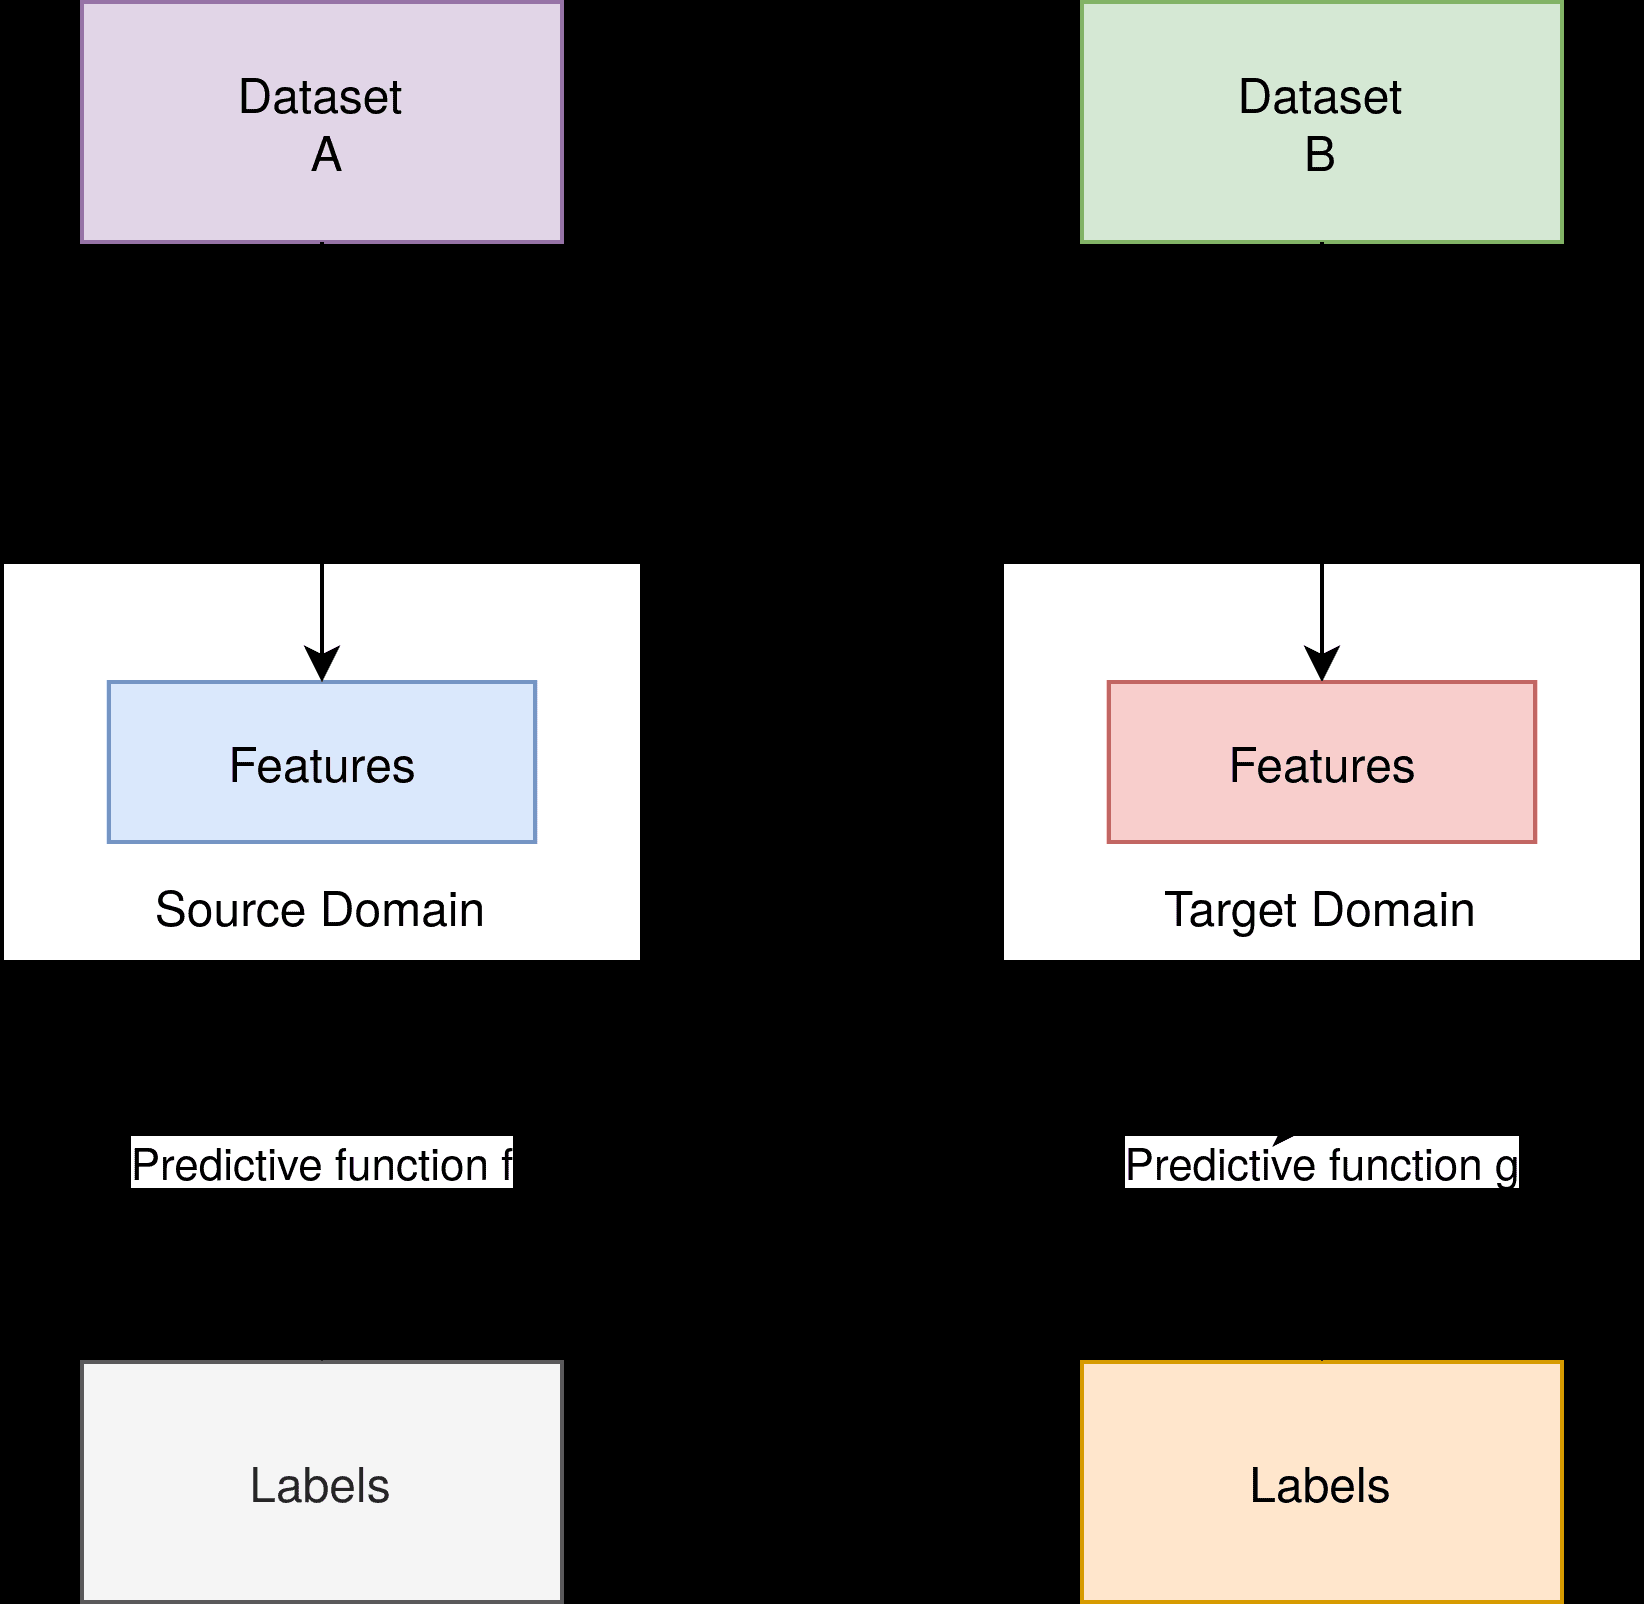 Dataset
A
Dataset
B
Features
Source Domain
Features
Target Domain
Predictive function f
Predictive function g
Labels
Labels